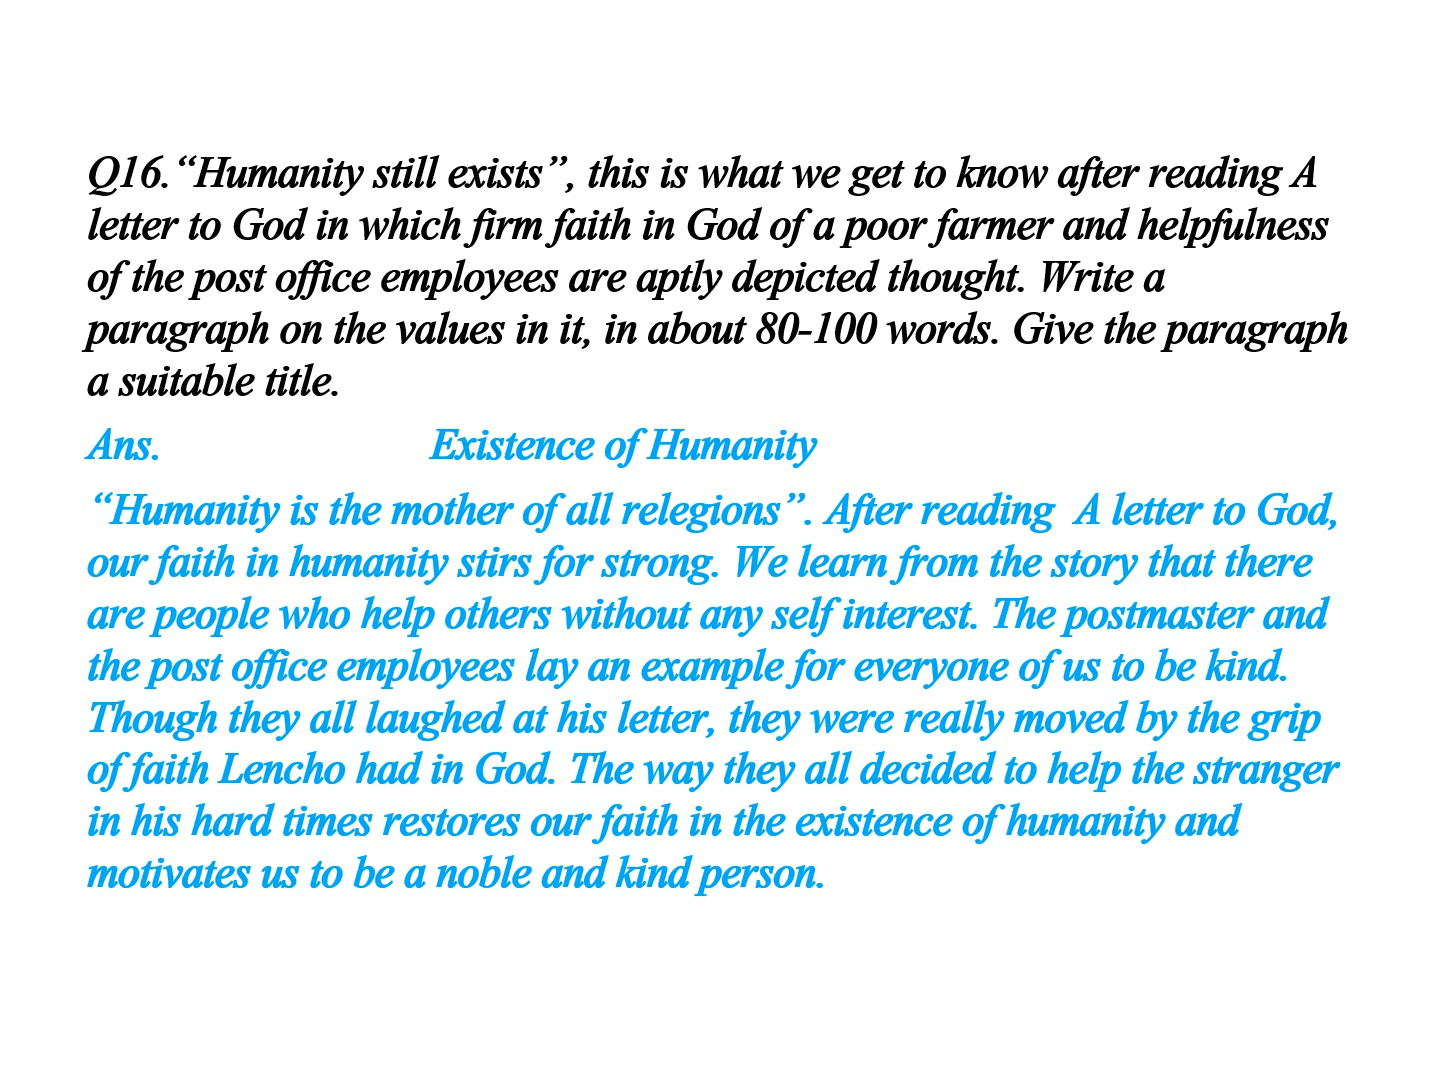 Q16.“Humanity still exists”, this is what we get to know after reading A
letter to God in which firm faith in God of a poor farmer and helpfulness
of the post office employees are aptly depicted thought. Write a
paragraph on the values in it, in about 80-100 words. Give the paragraph
a suitable title.
Ans. Existence of Humanity
“Humanity is the mother of all relegions”. After reading A letter to God,
our faith in humanity stirs for strong. We learn from the story that there
are people who help others without any self interest. The postmaster and
the post office employees lay an example for everyone of us to be kind.
Though they all laughed at his letter, they were really moved by the grip
of faith Lencho had in God. The way they all decided to help the stranger
in his hard times restores our faith in the existence of humanity and
motivates us to be a noble and kind person.